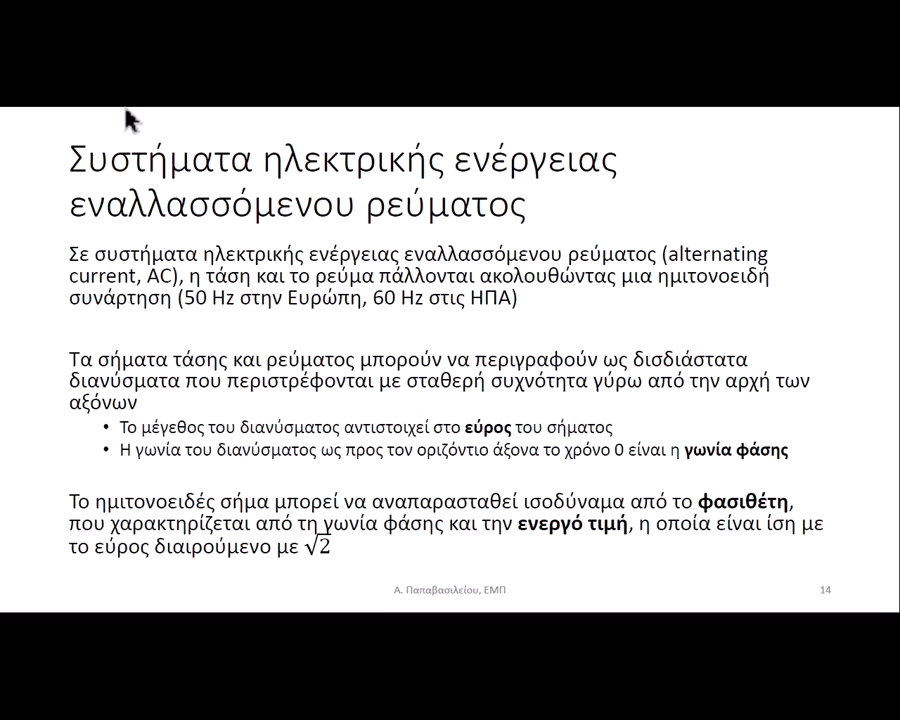 Συστήματα ηλεκτρικής ενέργειας
εναλλασσόμενου ρεύματος
Σε συστήματα ηλεκτρικής ενέργειας εναλλασσόμενου ρεύματος (alternating
current, AC), η τάση και το ρεύμα πάλλονται ακολουθώντας μια ημιτονοειδή
συνάρτηση (50 Hz στην Ευρώπη, 60 Hz στις ΗΠΑ)
Τα σήματα τάσης και ρεύματος μπορούν να περιγραφούν ως δισδιάστατα
διανύσματα που περιστρέφονται με σταθερή συχνότητα γύρω από την αρχή των
αξόνων
• Το μέγεθος του διανύσματος αντιστοιχεί στο εύρος του σήματος
• Η γωνία του διανύσματος ως προς τον οριζόντιο άξονα το χρόνο 0 είναι η γωνία φάσης
Το ημιτονοειδές σήμα μπορεί να αναπαρασταθεί ισοδύναμα από το φασιθέτη,
που χαρακτηρίζεται από τη γωνία φάσης και την ενεργό τιμή, η οποία είναι ίση με
το εύρος διαιρούμενο με √2
Α. Παπαβασιλείου, ΕΜΠ
14